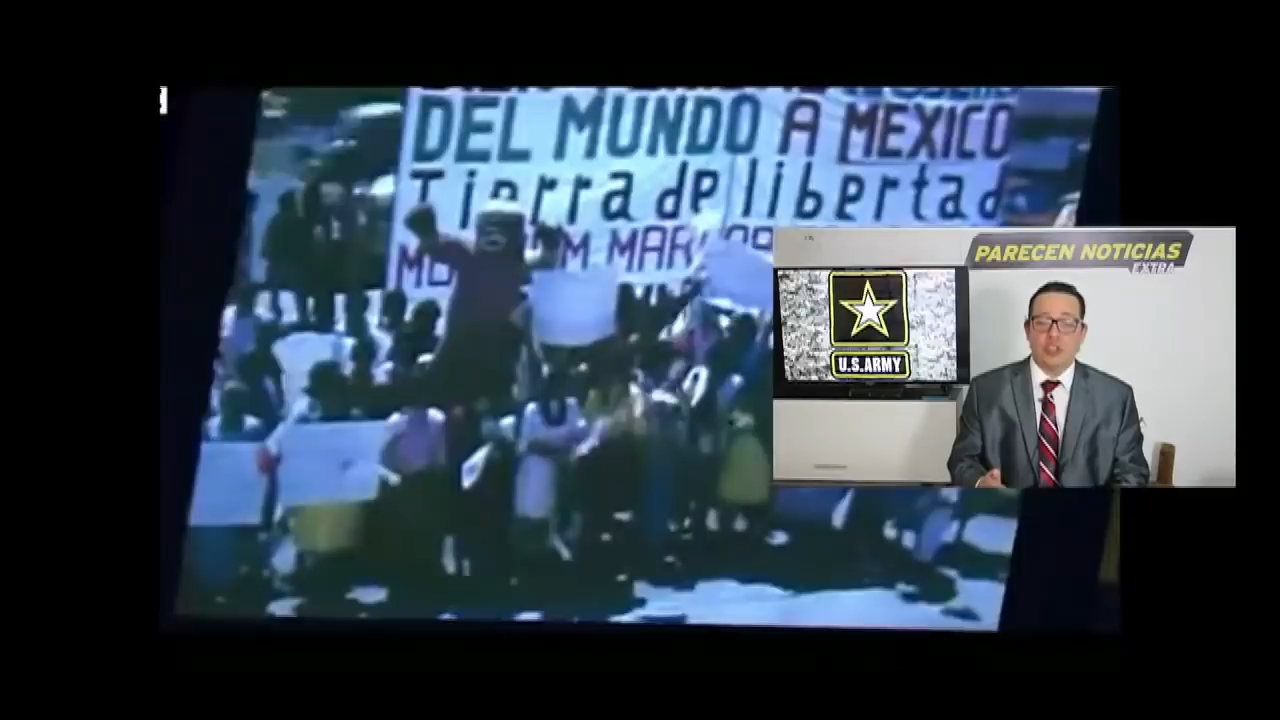 DEL MUNDO A MEXICO
Tierra de libertad
PARECEN NOTICIAS
EXTRA
U.S.ARMY